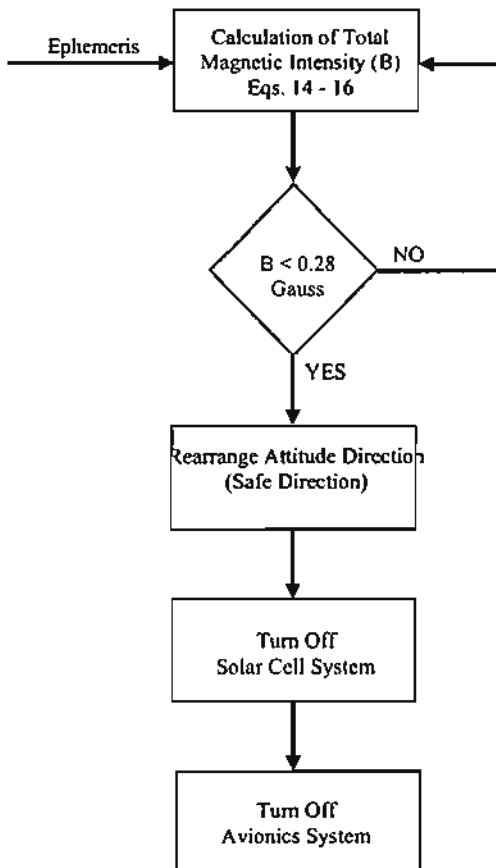 Ephemeris
Calculation of Total
Magnetic Intensity (B)
Eqs. 14 - 16
B < 0.28
Gauss
NO
YES
Rearrange Attitude Direction
(Safe Direction)
Turn Off
Solar Cell System
Turn Off
Avionics System